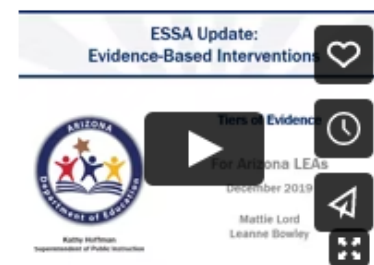 ESSA Update:
Evidence-Based Interventions
Tiers of Evidence
For Arizona LEAs
December 2019
Mattie Lord
Leanne Bowley
ARIZONA
Department of Education
Kathy Hoffman
Superintendent of Public Instruction